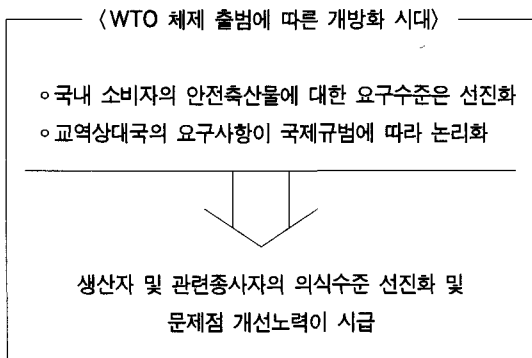 〈WTO 체제 출범에 따른 개방화 시대〉
∘국내 소비자의 안전축산물에 대한 요구수준은 선진화
∘교역상대국의 요구사항이 국제규범에 따라 논리화
생산자 및 관련종사자의 의식수준 선진화 및
문제점 개선노력이 시급